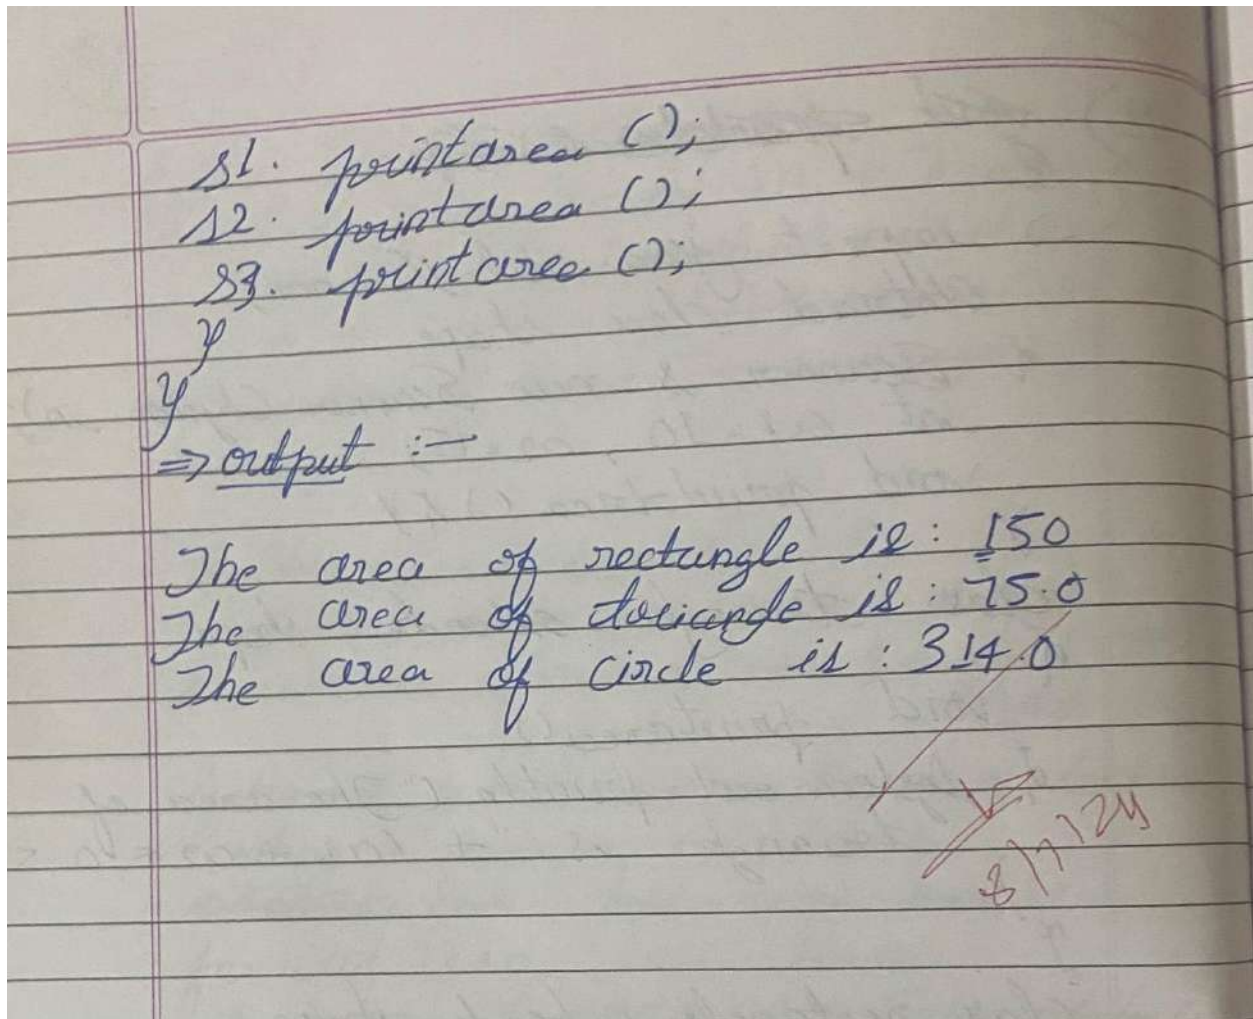 s1. printarea ();
s2. printarea ();
s3. printarea ();
}
}
⇒ output :-
The area of rectangle is: 150
The area of triangle is: 75.0
The area of circle is: 314.0
8/7/24